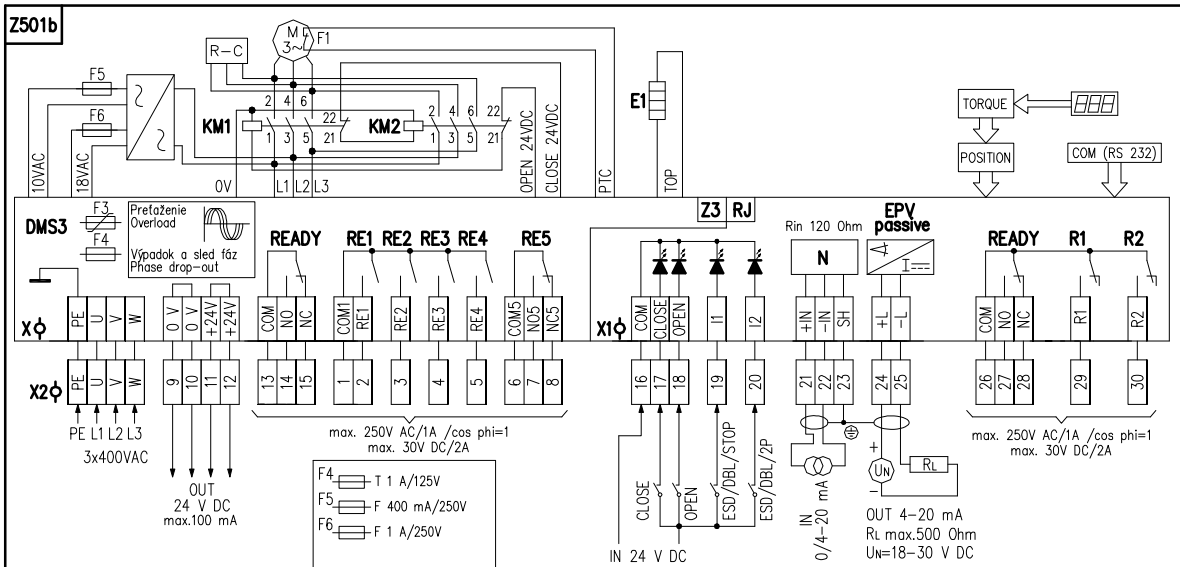 Z501b
R-C
M
3~
F1
F5
F6
2 4 6
22
KM1
1 3 5
21
KM2
2 4 6
22
1 3 5
21
E1
TORQUE
POSITION
COM (RS 232)
10VAC
18VAC
0V
L1 L2 L3
OPEN 24VDC
CLOSE 24VDC
PTC
TOP
DMS3
F3
F4
Preťaženie
Overload
Výpadok a sled fáz
Phase drop-out
READY
RE1 RE2 RE3 RE4
RE5
Z3 RJ
Rin 120 Ohm
N
EPV
passive
READY
R1
R2
X
PE U V W
0 V 0 V +24V +24V
COM NO NC
COM1 RE1 RE2 RE3 RE4
COM5 NO5 NC5
X1
COM CLOSE OPEN I1 I2
+IN -IN SH
+L -L
COM NO NC R1 R2
X2
PE U V W
9 10 11 12
13 14 15
1 2 3 4 5
6 7 8
16 17 18 19 20
21 22 23
24 25
26 27 28 29 30
PE L1 L2 L3
3x400VAC
OUT
24 V DC
max.100 mA
max. 250V AC/1A /cos phi=1
max. 30V DC/2A
F4 T 1 A/125V
F5 F 400 mA/250V
F6 F 1 A/250V
CLOSE
OPEN
ESD/DBL/STOP
ESD/DBL/2P
IN 24 V DC
IN
0/4-20 mA
+
UN
-
RL
OUT 4-20 mA
RL max.500 Ohm
UN=18-30 V DC
max. 250V AC/1A /cos phi=1
max. 30V DC/2A